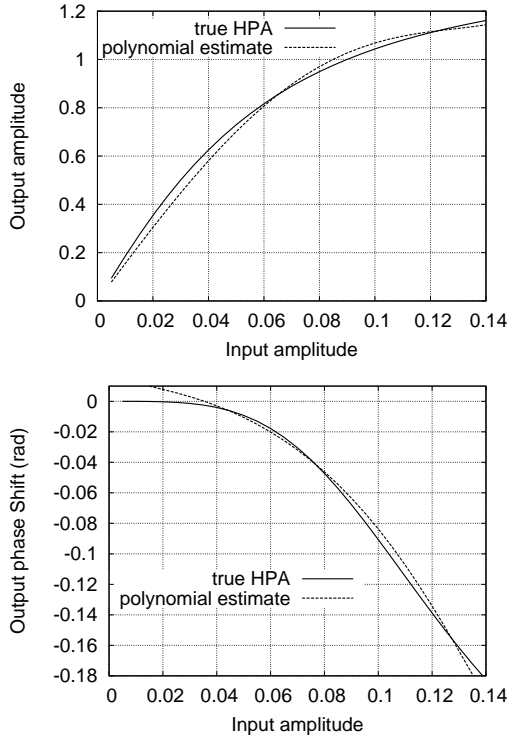 1.2
1
0.8
0.6
0.4
0.2
0
Output amplitude
true HPA
polynomial estimate
0 0.02 0.04 0.06 0.08 0.1 0.12 0.14
Input amplitude
0
-0.02
-0.04
-0.06
-0.08
-0.1
-0.12
-0.14
-0.16
-0.18
Output phase Shift (rad)
true HPA
polynomial estimate
0 0.02 0.04 0.06 0.08 0.1 0.12 0.14
Input amplitude